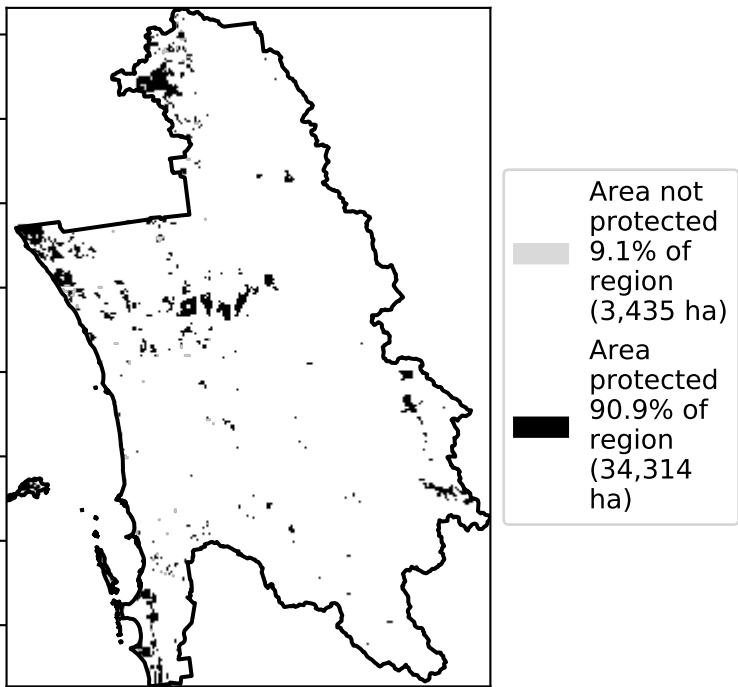 Area not
protected
9.1% of
region
(3,435 ha)
Area
protected
90.9% of
region
(34,314
ha)